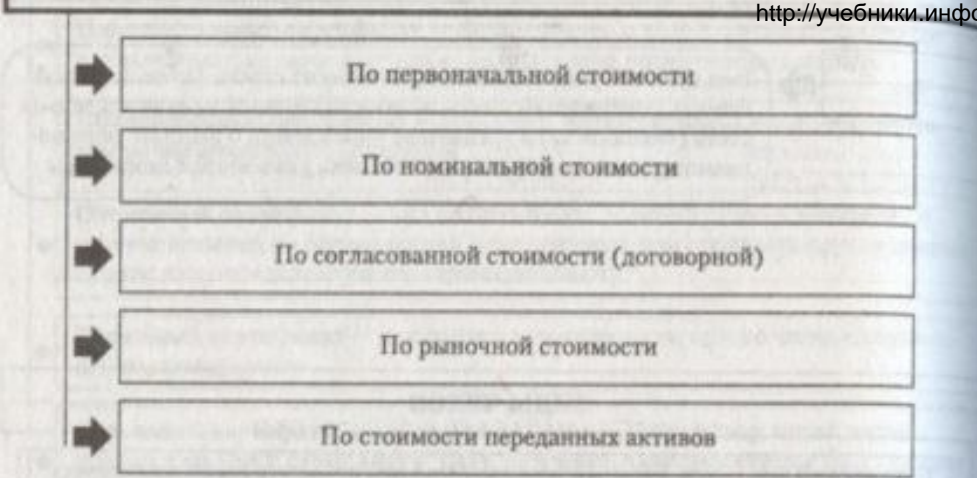 http://учебники.инфо
По первоначальной стоимости
По номинальной стоимости
По согласованной стоимости (договорной)
По рыночной стоимости
По стоимости переданных активов